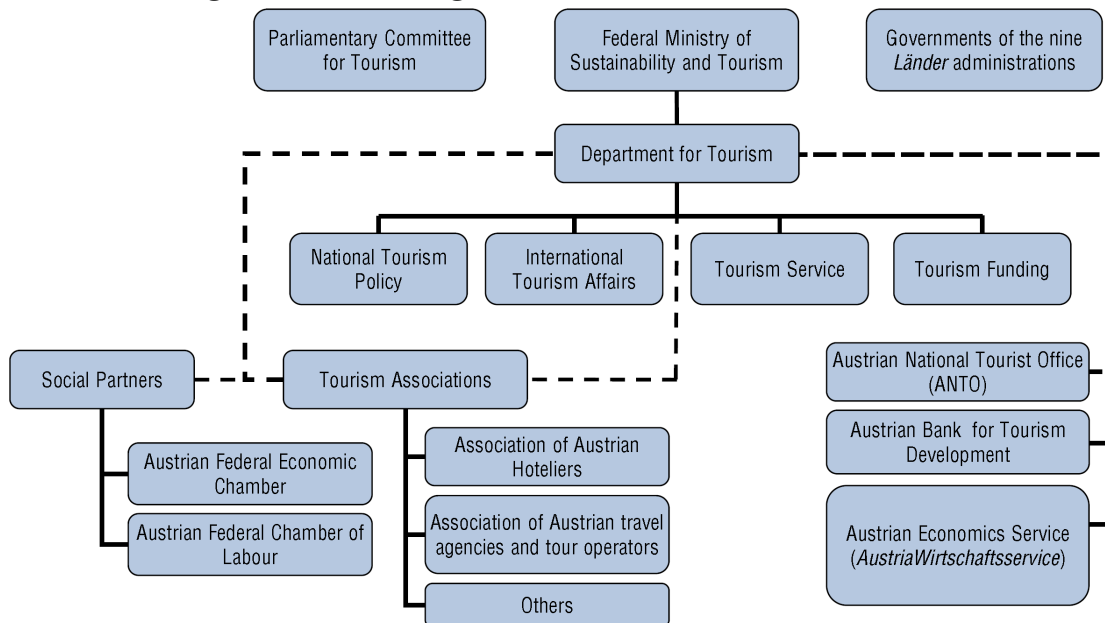 Parliamentary Committee
for Tourism
Federal Ministry of
Sustainability and Tourism
Governments of the nine
Länder administrations
Department for Tourism
National Tourism
Policy
International
Tourism Affairs
Tourism Service
Tourism Funding
Social Partners
Tourism Associations
Austrian National Tourist Office
(ANTO)
Austrian Federal Economic
Chamber
Austrian Federal Chamber of
Labour
Association of Austrian
Hoteliers
Association of Austrian travel
agencies and tour operators
Others
Austrian Bank for Tourism
Development
Austrian Economics Service
(AustriaWirtschaftsservice)